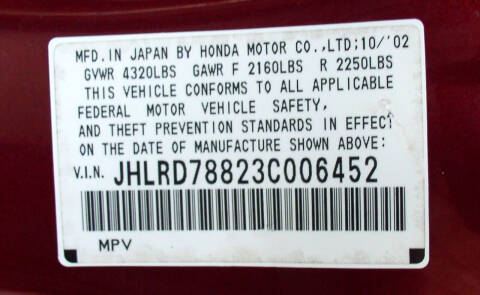 MFD.IN JAPAN BY HONDA MOTOR CO.,LTD;10/'02
GVWR 4320LBS GAWR F 2160LBS R 2250LBS
THIS VEHICLE CONFORMS TO ALL APPLICABLE
FEDERAL MOTOR VEHICLE SAFETY,
AND THEFT PREVENTION STANDARDS IN EFFECT
ON THE DATE OF MANUFACTURE SHOWN ABOVE:
V.I.N. JHLRD78823C006452
MPV